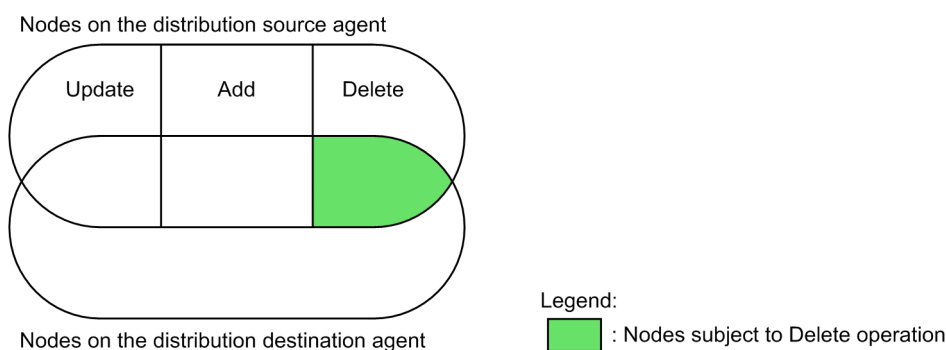 Nodes on the distribution source agent
Update
Add
Delete
Nodes on the distribution destination agent
Legend:
: Nodes subject to Delete operation